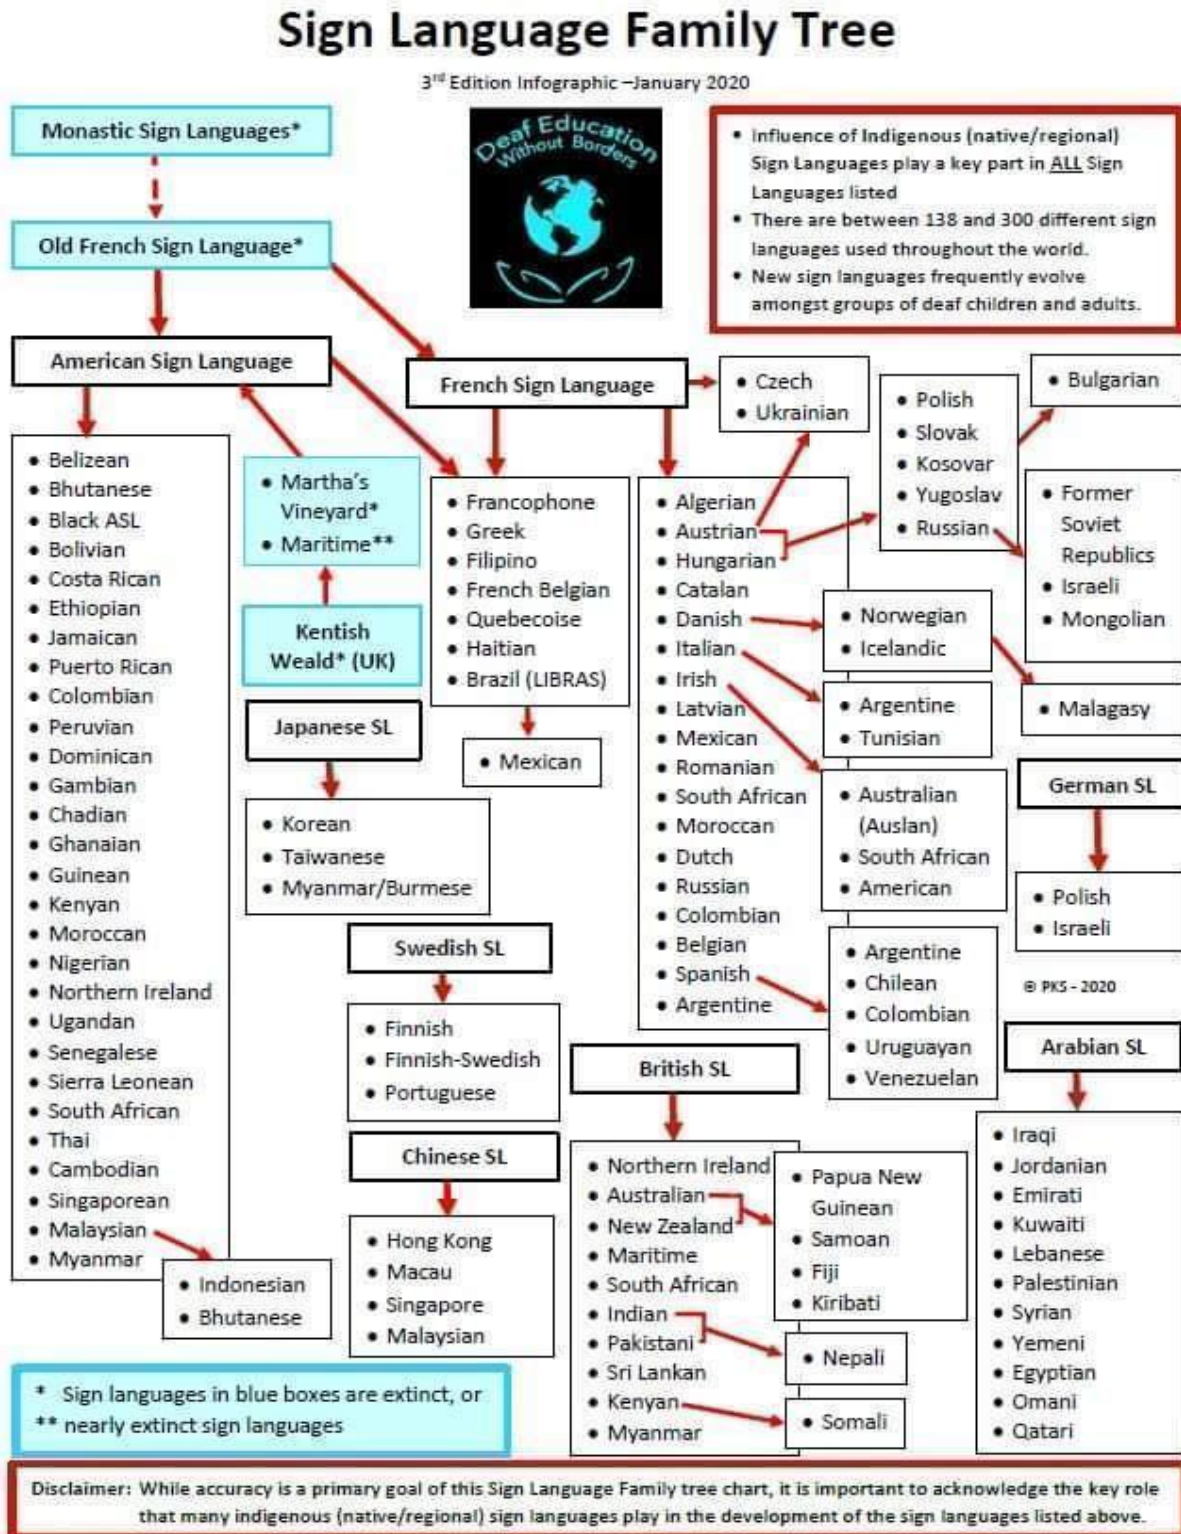 Sign Language Family Tree
3rd Edition Infographic –January 2020
Monastic Sign Languages*
Deaf Education
Without Borders
• Influence of Indigenous (native/regional)
Sign Languages play a key part in ALL Sign
Languages listed
• There are between 138 and 300 different sign
languages used throughout the world.
• New sign languages frequently evolve
amongst groups of deaf children and adults.
Old French Sign Language*
American Sign Language
French Sign Language
• Czech
• Ukrainian
• Polish
• Slovak
• Kosovar
• Yugoslav
• Russian
• Bulgarian
• Former
Soviet
Republics
• Israeli
• Mongolian
• Belizean
• Bhutanese
• Black ASL
• Bolivian
• Costa Rican
• Ethiopian
• Jamaican
• Puerto Rican
• Colombian
• Peruvian
• Dominican
• Gambian
• Chadian
• Ghanaian
• Guinean
• Kenyan
• Moroccan
• Nigerian
• Northern Ireland
• Ugandan
• Senegalese
• Sierra Leonean
• South African
• Thai
• Cambodian
• Singaporean
• Malaysian
• Myanmar
• Indonesian
• Bhutanese
• Martha's
Vineyard*
• Maritime**
Kentish
Weald* (UK)
• Francophone
• Greek
• Filipino
• French Belgian
• Quebecoise
• Haitian
• Brazil (LIBRAS)
• Mexican
• Algerian
• Austrian
• Hungarian
• Catalan
• Danish
• Italian
• Irish
• Latvian
• Mexican
• Romanian
• South African
• Moroccan
• Dutch
• Russian
• Colombian
• Belgian
• Spanish
• Argentine
• Norwegian
• Icelandic
• Malagasy
• Argentine
• Tunisian
• Australian
(Auslan)
• South African
• American
• Argentine
• Chilean
• Colombian
• Uruguayan
• Venezuelan
German SL
• Polish
• Israeli
© PKS - 2020
Japanese SL
• Korean
• Taiwanese
• Myanmar/Burmese
Swedish SL
• Finnish
• Finnish-Swedish
• Portuguese
Chinese SL
• Hong Kong
• Macau
• Singapore
• Malaysian
British SL
• Northern Ireland
• Australian
• New Zealand
• Maritime
• South African
• Indian
• Pakistani
• Sri Lankan
• Kenyan
• Myanmar
• Papua New
Guinean
• Samoan
• Fiji
• Kiribati
• Nepali
• Somali
Arabian SL
• Iraqi
• Jordanian
• Emirati
• Kuwaiti
• Lebanese
• Palestinian
• Syrian
• Yemeni
• Egyptian
• Omani
• Qatari
* Sign languages in blue boxes are extinct, or
** nearly extinct sign languages
Disclaimer: While accuracy is a primary goal of this Sign Language Family tree chart, it is important to acknowledge the key role
that many indigenous (native/regional) sign languages play in the development of the sign languages listed above.